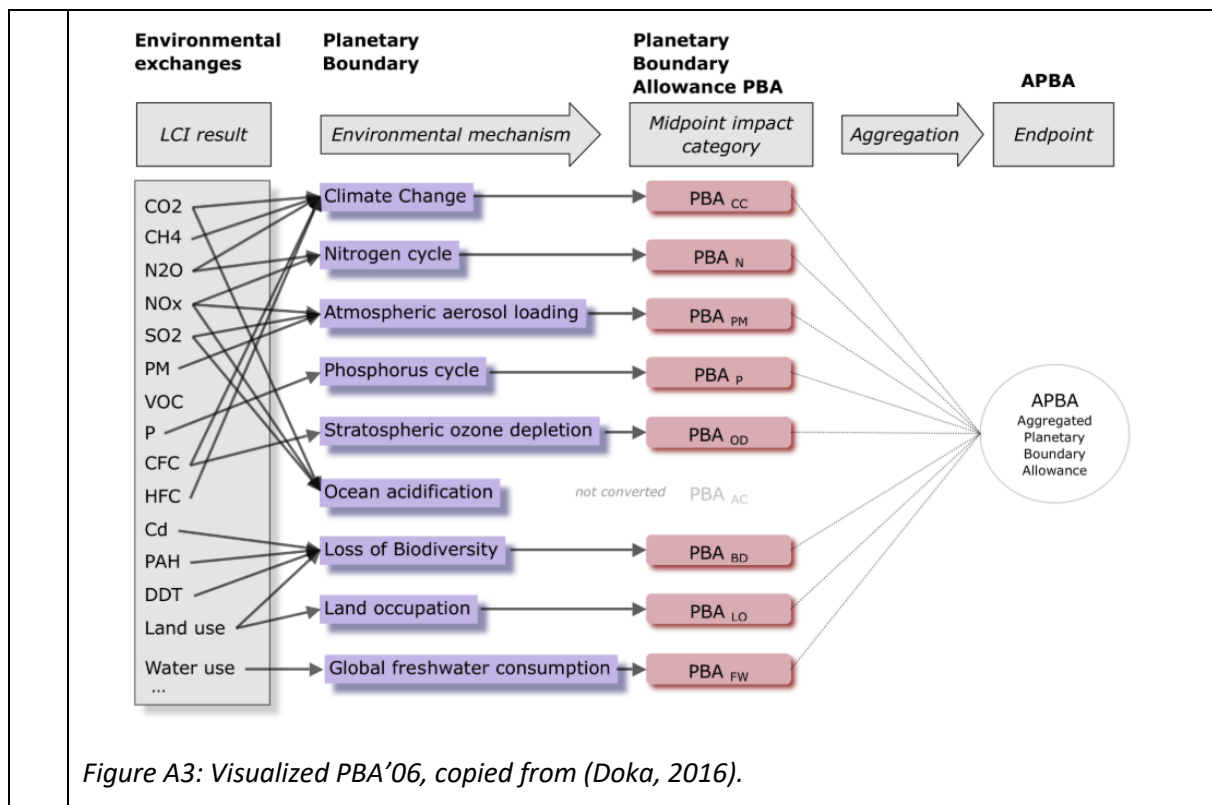 Environmental
exchanges
Planetary
Boundary
Planetary
Boundary
Allowance PBA
APBA
LCI result
Environmental mechanism
Midpoint impact
category
Aggregation
Endpoint
CO2
CH4
N2O
NOx
SO2
PM
VOC
P
CFC
HFC
Cd
PAH
DDT
Land use
Water use
...
Climate Change
Nitrogen cycle
Atmospheric aerosol loading
Phosphorus cycle
Stratospheric ozone depletion
Ocean acidification
Loss of Biodiversity
Land occupation
Global freshwater consumption
not converted
PBA CC
PBA N
PBA PM
PBA P
PBA OD
PBA AC
PBA BD
PBA LO
PBA FW
APBA
Aggregated
Planetary
Boundary
Allowance
Figure A3: Visualized PBA’06, copied from (Doka, 2016).